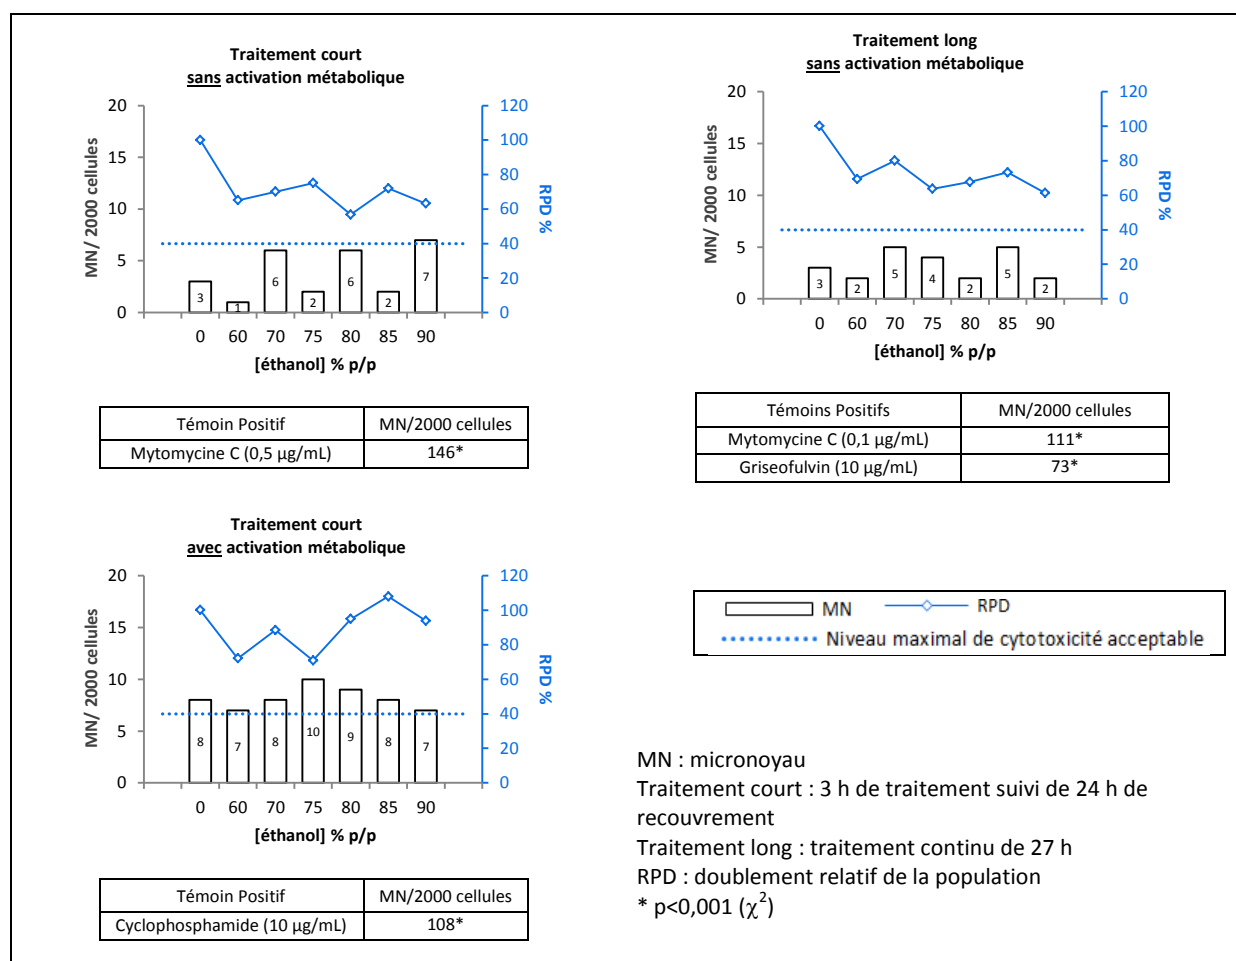 Traitement court
sans activation métabolique
20
15
10
5
0
MN/ 2000 cellules
120
100
80
60
40
20
0
RPD %
3
1
6
2
6
2
7
0 60 70 75 80 85 90
[éthanol] % p/p
Témoin Positif MN/2000 cellules
Mytomycine C (0,5 µg/mL) 146*
Traitement long
sans activation métabolique
20
15
10
5
0
MN/ 2000 cellules
120
100
80
60
40
20
0
RPD %
3
2
5
4
2
5
2
0 60 70 75 80 85 90
[éthanol] % p/p
Témoins Positifs MN/2000 cellules
Mytomycine C (0,1 µg/mL) 111*
Griseofulvin (10 µg/mL) 73*
Traitement court
avec activation métabolique
20
15
10
5
0
MN/ 2000 cellules
120
100
80
60
40
20
0
RPD %
8
7
8
10
9
8
7
0 60 70 75 80 85 90
[éthanol] % p/p
Témoin Positif MN/2000 cellules
Cyclophosphamide (10 µg/mL) 108*
MN RPD
Niveau maximal de cytotoxicité acceptable
MN : micronoyau
Traitement court : 3 h de traitement suivi de 24 h de
recouvrement
Traitement long : traitement continu de 27 h
RPD : doublement relatif de la population
* p<0,001 (χ²)